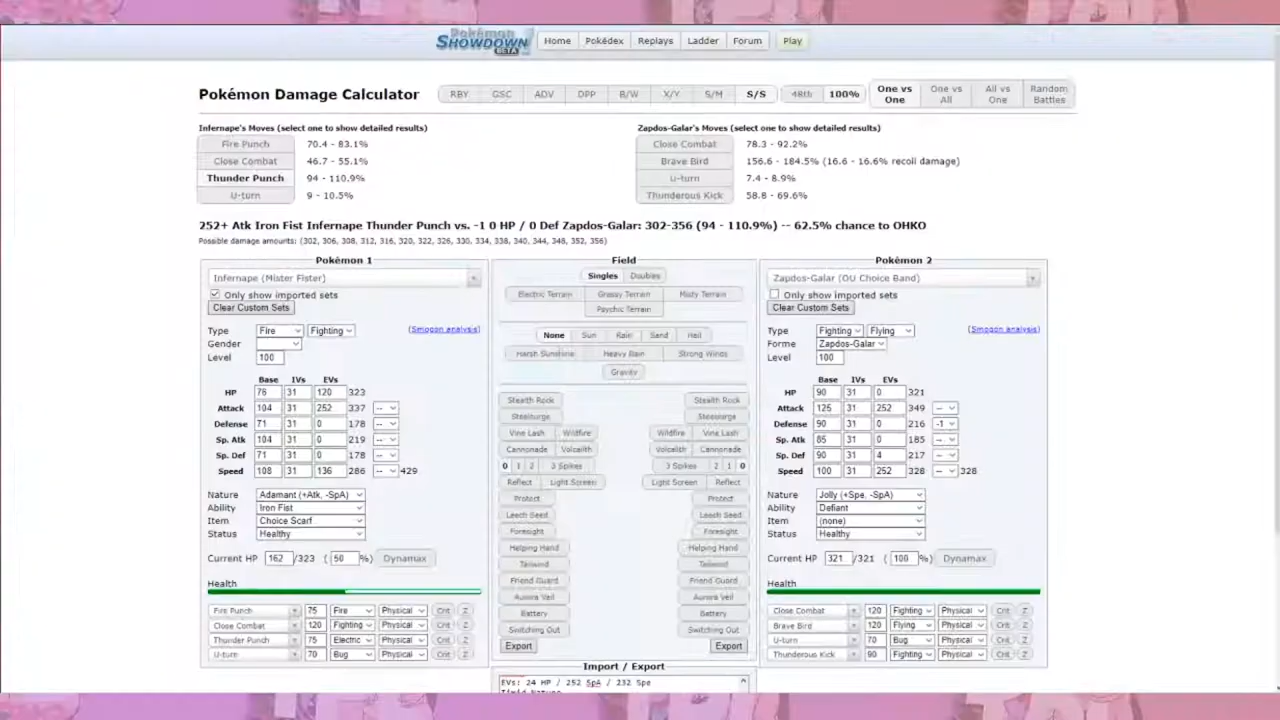 Pokémon
SHOWDOWN
BETA
Home Pokédex Replays Ladder Forum Play
Pokémon Damage Calculator
RBY GSC ADV DPP B/W X/Y S/M S/S 48th 100% One vs One One vs All All vs One Random Battles
Infernape's Moves (select one to show detailed results)
Fire Punch 70.4 - 83.1%
Close Combat 46.7 - 55.1%
Thunder Punch 94 - 110.9%
U-turn 9 - 10.5%
Zapdos-Galar's Moves (select one to show detailed results)
Close Combat 78.3 - 92.2%
Brave Bird 156.6 - 184.5% (16.6 - 16.6% recoil damage)
U-turn 7.4 - 8.9%
Thunderous Kick 58.8 - 69.6%
252+ Atk Iron Fist Infernape Thunder Punch vs. -1 0 HP / 0 Def Zapdos-Galar: 302-356 (94 - 110.9%) -- 62.5% chance to OHKO
Possible damage amounts: (302, 306, 308, 312, 316, 320, 322, 326, 330, 334, 338, 340, 344, 348, 352, 356)
Pokémon 1
Infernape (Mister Fister)
Only show imported sets
Clear Custom Sets
Type Fire Fighting (Smogon analysis)
Gender
Level 100
Base IVs EVs
HP 76 31 120 323
Attack 104 31 252 337 --
Defense 71 31 0 178 --
Sp. Atk 104 31 0 219 --
Sp. Def 71 31 0 178 --
Speed 108 31 136 286 -- 429
Nature Adamant (+Atk, -SpA)
Ability Iron Fist
Item Choice Scarf
Status Healthy
Current HP 162 /323 ( 50 %) Dynamax
Health
Fire Punch 75 Fire Physical Crit Z
Close Combat 120 Fighting Physical Crit Z
Thunder Punch 75 Electric Physical Crit Z
U-turn 70 Bug Physical Crit Z
Field
Singles Doubles
Electric Terrain Grassy Terrain Misty Terrain
Psychic Terrain
None Sun Rain Sand Hail
Harsh Sunshine Heavy Rain Strong Winds
Gravity
Stealth Rock Stealth Rock
Steelsurge Steelsurge
Vine Lash Wildfire Wildfire Vine Lash
Cannonade Volcalith Volcalith Cannonade
0 1 2 3 Spikes 3 Spikes 2 1 0
Reflect Light Screen Light Screen Reflect
Protect Protect
Leech Seed Leech Seed
Foresight Foresight
Helping Hand Helping Hand
Tailwind Tailwind
Friend Guard Friend Guard
Aurora Veil Aurora Veil
Battery Battery
Switching Out Switching Out
Export Export
Pokémon 2
Zapdos-Galar (OU Choice Band)
Only show imported sets
Clear Custom Sets
Type Fighting Flying (Smogon analysis)
Forme Zapdos-Galar
Level 100
Base IVs EVs
HP 90 31 0 321
Attack 125 31 252 349 --
Defense 90 31 0 216 -1
Sp. Atk 85 31 0 185 --
Sp. Def 90 31 4 217 --
Speed 100 31 252 328 -- 328
Nature Jolly (+Spe, -SpA)
Ability Defiant
Item (none)
Status Healthy
Current HP 321 /321 ( 100 %) Dynamax
Health
Close Combat 120 Fighting Physical Crit Z
Brave Bird 120 Flying Physical Crit Z
U-turn 70 Bug Physical Crit Z
Thunderous Kick 90 Fighting Physical Crit Z
Import / Export
EVs: 24 HP / 252 SpA / 232 Spe